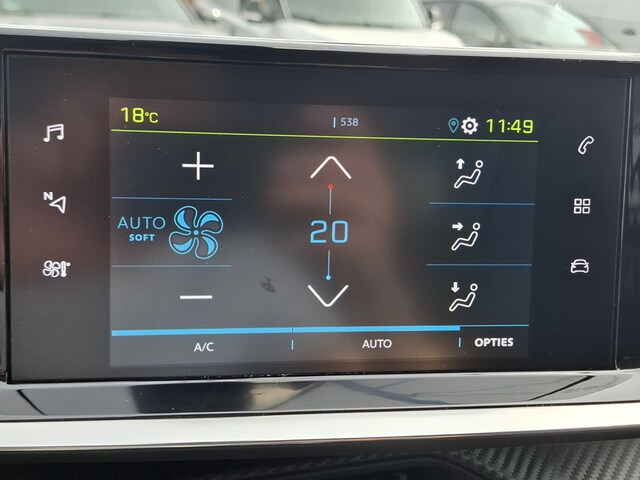 18°C 538 11:49
N
AUTO
SOFT
20
A/C AUTO OPTIES